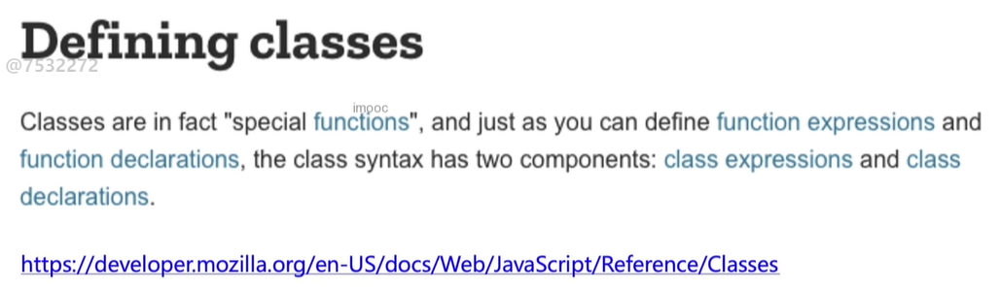 Defining classes
@7532272
imooc
Classes are in fact "special functions", and just as you can define function expressions and
function declarations, the class syntax has two components: class expressions and class
declarations.
https://developer.mozilla.org/en-US/docs/Web/JavaScript/Reference/Classes